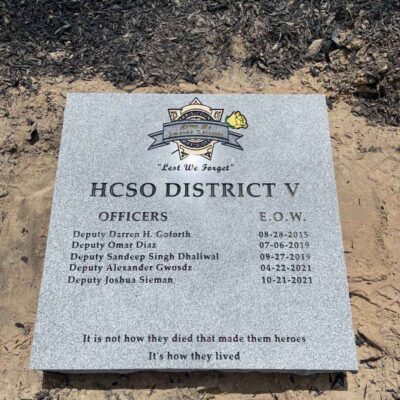 "Lest We Forget"
HCSO DISTRICT V
OFFICERS E.O.W.
Deputy Darren H. Goforth 08-28-2015
Deputy Omar Diaz 07-06-2019
Deputy Sandeep Singh Dhaliwal 09-27-2019
Deputy Alexander Gwosdz 04-22-2021
Deputy Joshua Sieman 10-21-2021
It is not how they died that made them heroes
It's how they lived